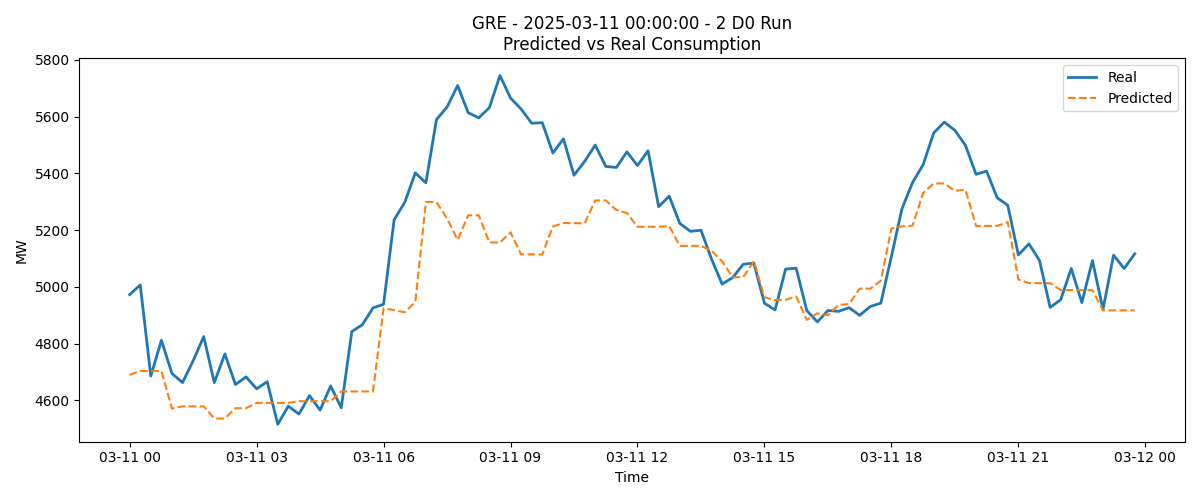 GRE - 2025-03-11 00:00:00 - 2 D0 Run
Predicted vs Real Consumption
Real
Predicted
MW
5800
5600
5400
5200
5000
4800
4600
03-11 00
03-11 03
03-11 06
03-11 09
03-11 12
03-11 15
03-11 18
03-11 21
03-12 00
Time